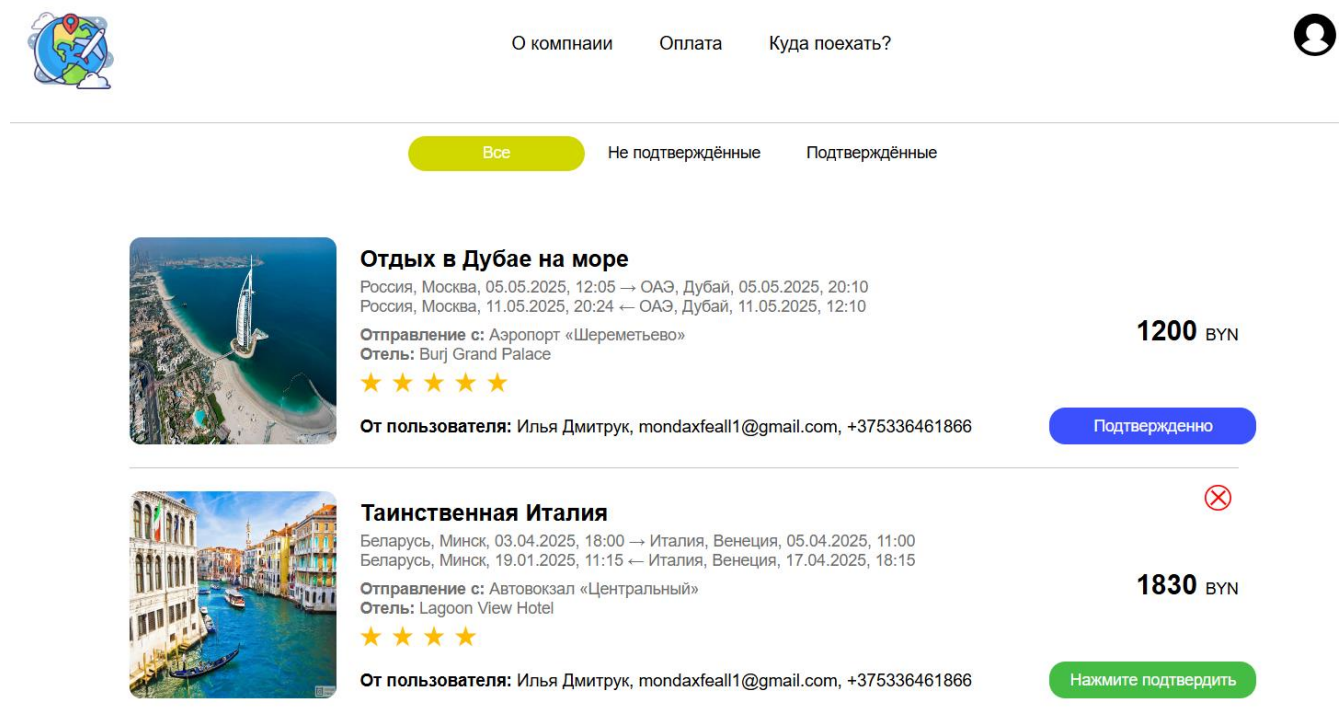 О компнаии
Оплата
Куда поехать?
Все
Не подтверждённые
Подтверждённые
Отдых в Дубае на море
Россия, Москва, 05.05.2025, 12:05 → ОАЭ, Дубай, 05.05.2025, 20:10
Россия, Москва, 11.05.2025, 20:24 ← ОАЭ, Дубай, 11.05.2025, 12:10
Отправление с: Аэропорт «Шереметьево»
Отель: Burj Grand Palace
1200 BYN
От пользователя: Илья Дмитрук, mondaxfeall1@gmail.com, +375336461866
Подтвержденно
Таинственная Италия
Беларусь, Минск, 03.04.2025, 18:00 → Италия, Венеция, 05.04.2025, 11:00
Беларусь, Минск, 19.01.2025, 11:15 ← Италия, Венеция, 17.04.2025, 18:15
Отправление с: Автовокзал «Центральный»
Отель: Lagoon View Hotel
1830 BYN
От пользователя: Илья Дмитрук, mondaxfeall1@gmail.com, +375336461866
Нажмите подтвердить